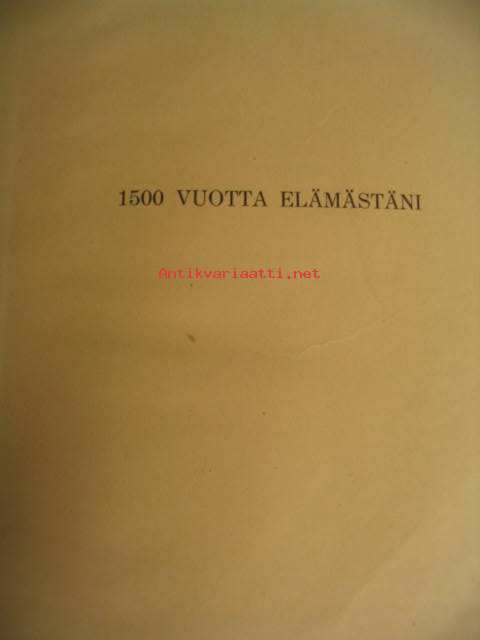 1500 VUOTTA ELÄMÄSTÄNI
Antikvariaatti.net